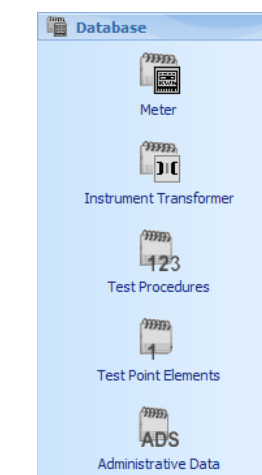 Database
Meter
Instrument Transformer
123
Test Procedures
1
Test Point Elements
ADS
Administrative Data